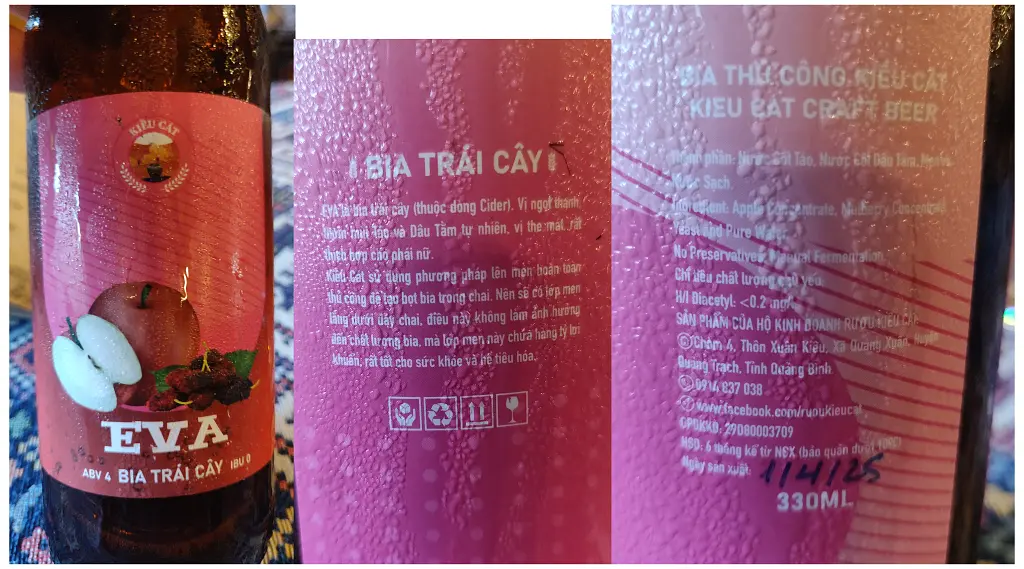 KIỀU CÁT
EVA
ABV 4 BIA TRÁI CÂY IBU 0
BIA TRÁI CÂY
EVA là bia trái cây (thuộc dòng Cider). Vị ngọt thanh,
thơm mùi táo và Dâu Tằm tự nhiên, vị the mát, rất
thích hợp cho phái nữ.
Kiều Cát sử dụng phương pháp lên men hoàn toàn
thủ công để tạo bọt bia trong chai. Nên sẽ có lớp men
lắng dưới đáy chai, điều này không làm ảnh hưởng
đến chất lượng bia, mà lớp men này chứa hàng tỷ lợi
khuẩn, rất tốt cho sức khỏe và hệ tiêu hóa.
BIA THỦ CÔNG KIỀU CÁT
KIEU CAT CRAFT BEER
Thành phần: Nước Cốt Táo, Nước Cốt Dâu Tằm, Men
Nước Sạch.
Ingredient: Apple Concentrate, Mulberry Concentrate,
Yeast and Pure Water.
No Preservatives, Manual Fermentation.
Chỉ tiêu chất lượng chủ yếu:
H/l Diacetyl: <0.2 mg/l
SẢN PHẨM CỦA HỘ KINH DOANH RƯỢU KIỀU CÁT
Chòm 4, Thôn Xuân Kiều, Xã Quảng Xuân, Huyện
Quảng Trạch, Tỉnh Quảng Bình.
0914 837 038
www.facebook.com/ruoukieucat
GPĐKKD: 29080003709
HSD: 6 tháng kể từ NSX (bảo quản dưới 10°C)
Ngày sản xuất: 1/4/25
330ML